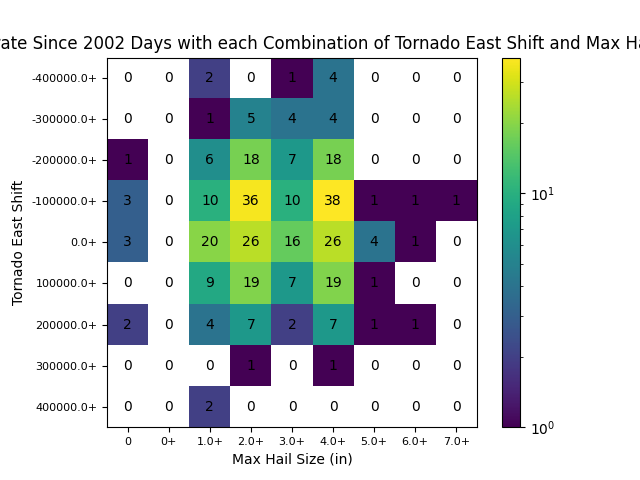 rate Since 2002 Days with each Combination of Tornado East Shift and Max Ha
-400000.0+ 0 0 2 0 1 4 0 0 0
-300000.0+ 0 0 1 5 4 4 0 0 0
-200000.0+ 1 0 6 18 7 18 0 0 0
-100000.0+ 3 0 10 36 10 38 1 1 1
0.0+ 3 0 20 26 16 26 4 1 0
100000.0+ 0 0 9 19 7 19 1 0 0
200000.0+ 2 0 4 7 2 7 1 1 0
300000.0+ 0 0 0 1 0 1 0 0 0
400000.0+ 0 0 2 0 0 0 0 0 0
0 0+ 1.0+ 2.0+ 3.0+ 4.0+ 5.0+ 6.0+ 7.0+
Max Hail Size (in)
Tornado East Shift
10¹
10⁰